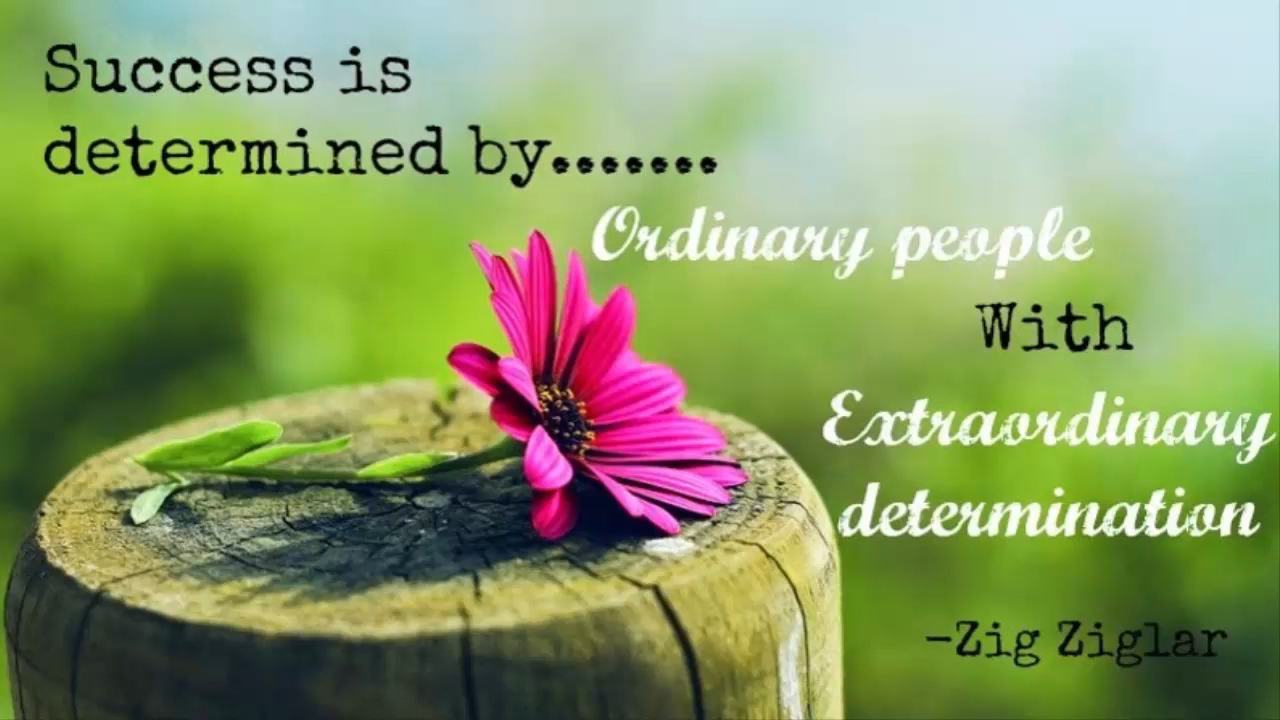 Success is
determined by.......
Ordinary people
With
Extraordinary
determination
-Zig Ziglar